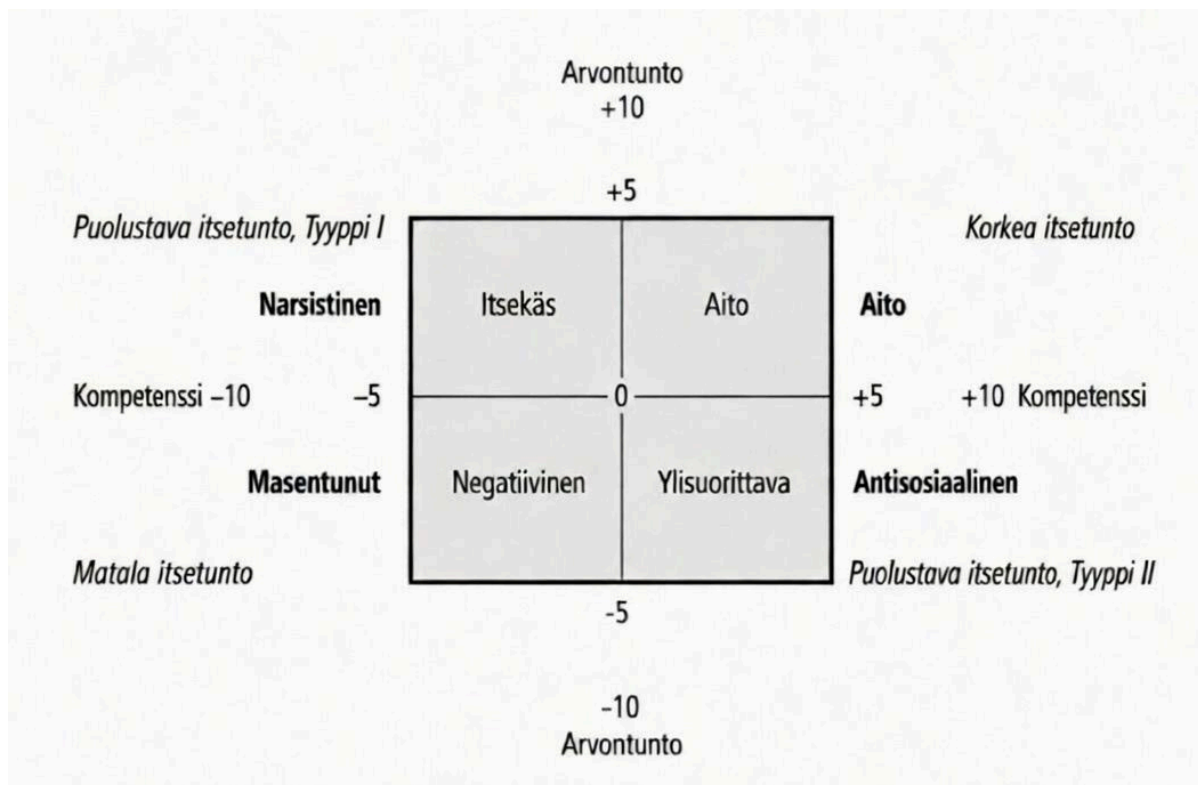 Arvontunto
+10
+5
Puolustava itsetunto, Tyyppi I
Korkea itsetunto
Narsistinen
Itsekäs
Aito
Aito
Kompetenssi –10
–5
0
+5
+10 Kompetenssi
Masentunut
Negatiivinen
Ylisuorittava
Antisosiaalinen
Matala itsetunto
Puolustava itsetunto, Tyyppi II
-5
–10
Arvontunto